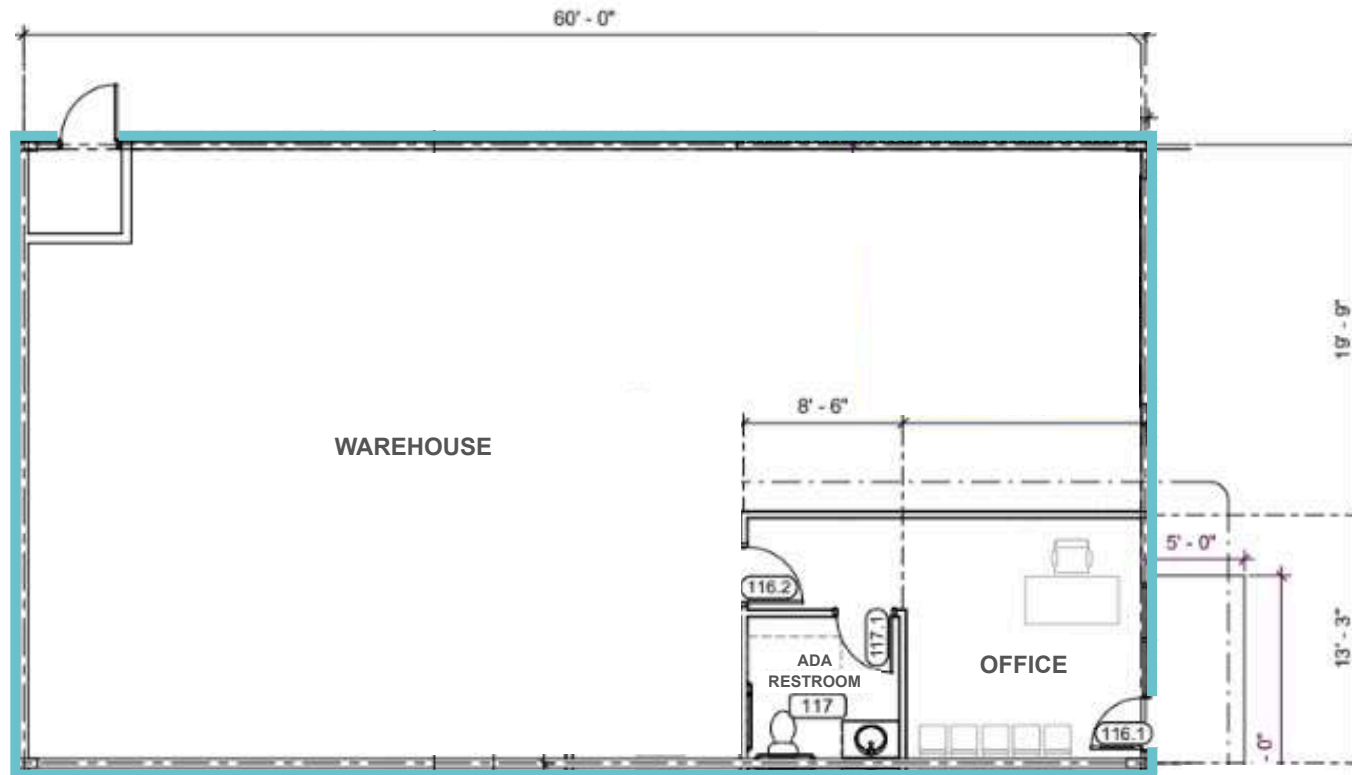 60' - 0"
19' - 9"
8' - 6"
WAREHOUSE
5' - 0"
116.2
117.1
13' - 3"
ADA
RESTROOM
OFFICE
117
116.1
- 0"